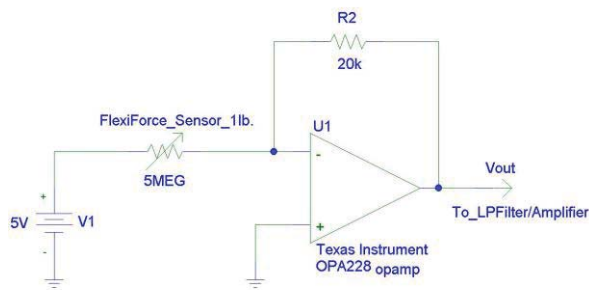 R2
20k
FlexiForce_Sensor_1lb.
U1
5MEG
-
+
Vout
To_LPFilter/Amplifier
+
5V
V1
-
Texas Instrument
OPA228 opamp